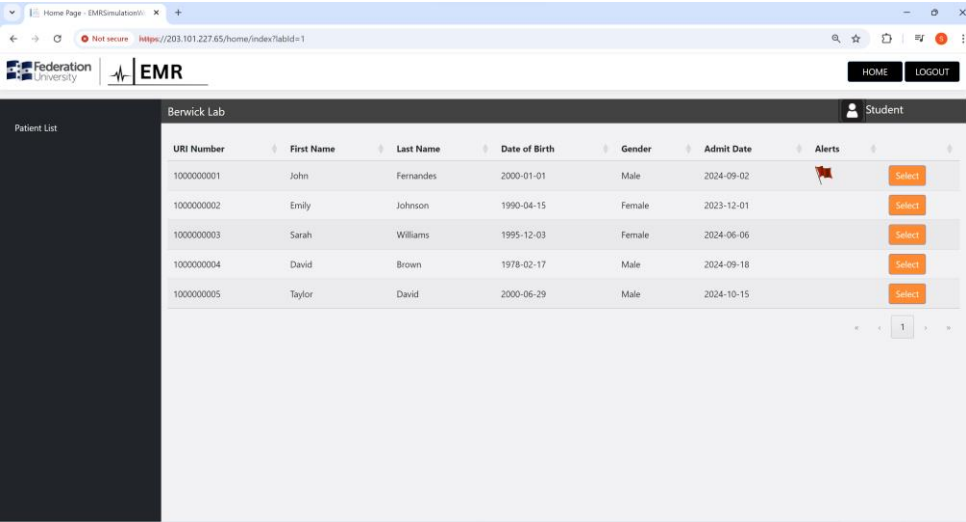 Home Page - EMRSimulationW
Not secure https://203.101.227.65/home/index?labId=1
Federation University EMR HOME LOGOUT
Berwick Lab Student
Patient List
URI Number First Name Last Name Date of Birth Gender Admit Date Alerts
1000000001 John Fernandes 2000-01-01 Male 2024-09-02 Select
1000000002 Emily Johnson 1990-04-15 Female 2023-12-01 Select
1000000003 Sarah Williams 1995-12-03 Female 2024-06-06 Select
1000000004 David Brown 1978-02-17 Male 2024-09-18 Select
1000000005 Taylor David 2000-06-29 Male 2024-10-15 Select
« ‹ 1 › »